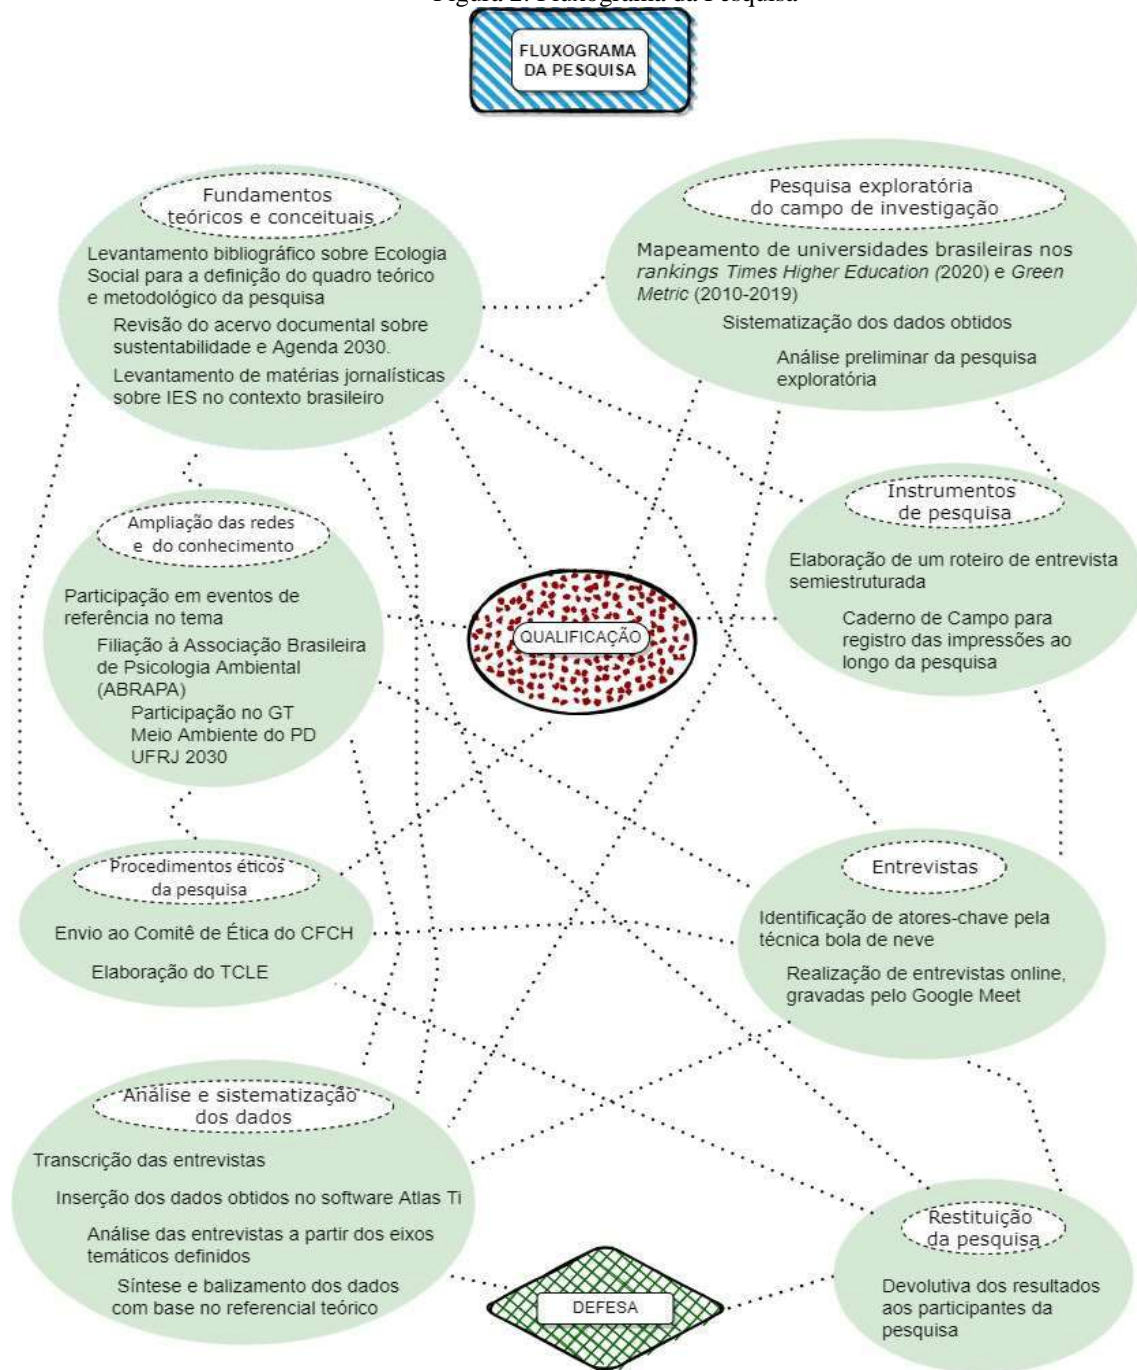 Figura 2: Fluxograma da Pesquisa
FLUXOGRAMA
DA PESQUISA
Fundamentos
teóricos e conceituais
Levantamento bibliográfico sobre Ecologia
Social para a definição do quadro teórico
e metodológico da pesquisa
Revisão do acervo documental sobre
sustentabilidade e Agenda 2030.
Levantamento de matérias jornalísticas
sobre IES no contexto brasileiro
Pesquisa exploratória
do campo de investigação
Mapeamento de universidades brasileiras nos
rankings Times Higher Education (2020) e Green
Metric (2010-2019)
Sistematização dos dados obtidos
Análise preliminar da pesquisa
exploratória
Ampliação das redes
e do conhecimento
Participação em eventos de
referência no tema
Filiação à Associação Brasileira
de Psicologia Ambiental
(ABRAPA)
Participação no GT
Meio Ambiente do PD
UFRJ 2030
QUALIFICAÇÃO
Instrumentos
de pesquisa
Elaboração de um roteiro de entrevista
semiestruturada
Caderno de Campo para
registro das impressões ao
longo da pesquisa
Procedimentos éticos
da pesquisa
Envio ao Comitê de Ética do CFCH
Elaboração do TCLE
Entrevistas
Identificação de atores-chave pela
técnica bola de neve
Realização de entrevistas online,
gravadas pelo Google Meet
Análise e sistematização
dos dados
Transcrição das entrevistas
Inserção dos dados obtidos no software Atlas Ti
Análise das entrevistas a partir dos eixos
temáticos definidos
Síntese e balizamento dos dados
com base no referencial teórico
DEFESA
Restituição
da pesquisa
Devolutiva dos resultados
aos participantes da
pesquisa